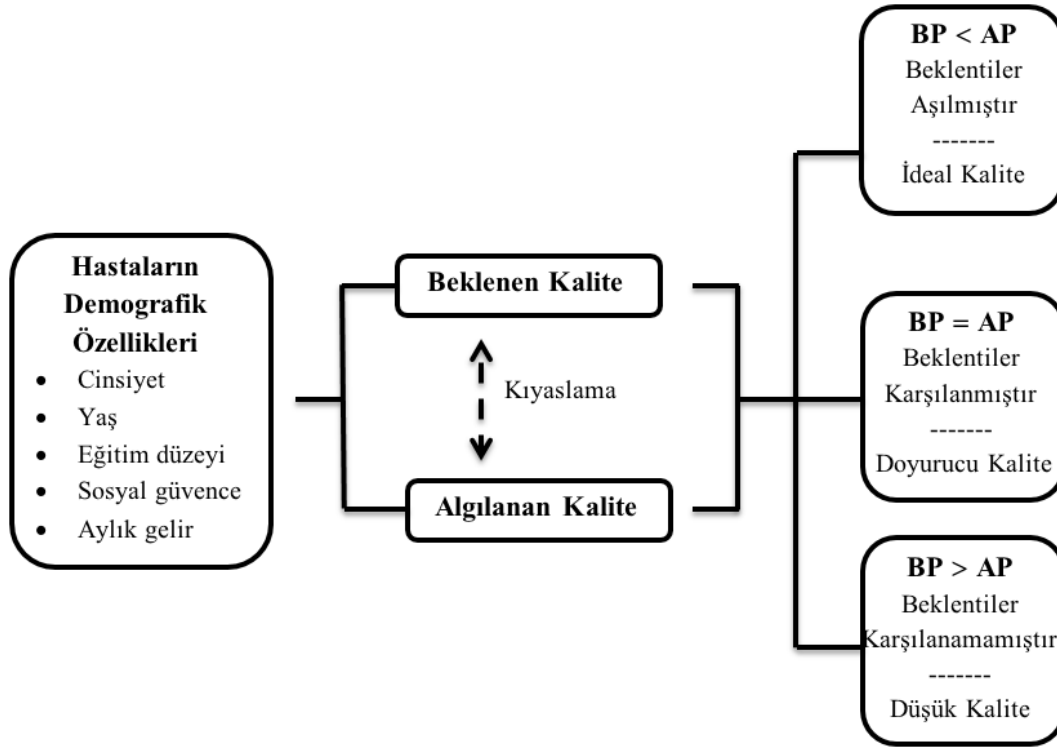 Hastaların
Demografik
Özellikleri
• Cinsiyet
• Yaş
• Eğitim düzeyi
• Sosyal güvence
• Aylık gelir
Beklenen Kalite
Kıyaslama
Algılanan Kalite
BP < AP
Beklentiler
Aşılmıştır
-------
İdeal Kalite
BP = AP
Beklentiler
Karşılanmıştır
-------
Doyurucu Kalite
BP > AP
Beklentiler
Karşılanamamıştır
-------
Düşük Kalite